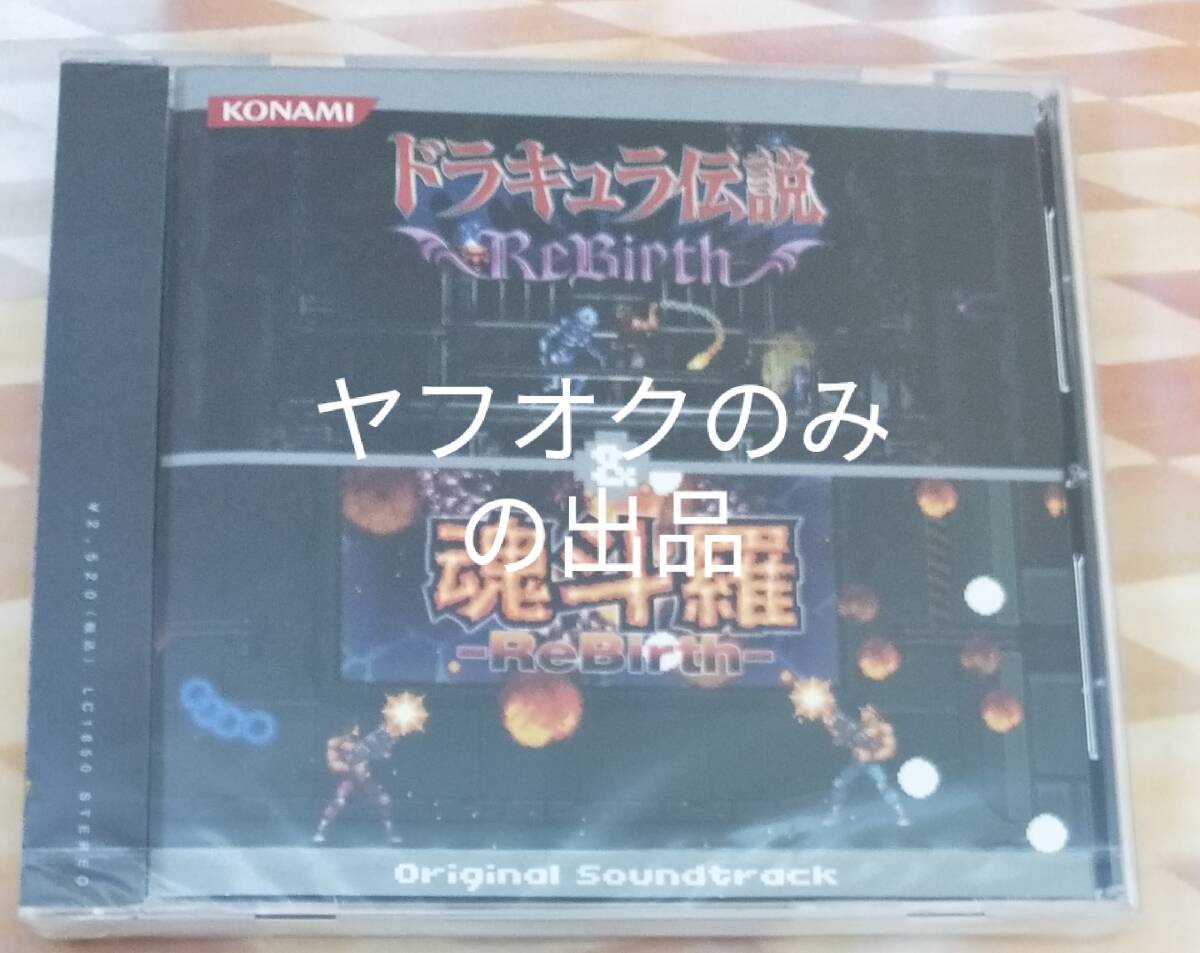 KONAMI
ドラキュラ伝説
ReBirth
ヤフオクのみ
&
の出品
魂斗羅
-ReBirth-
Original Soundtrack
¥2,520(税込) LC1850 STEREO